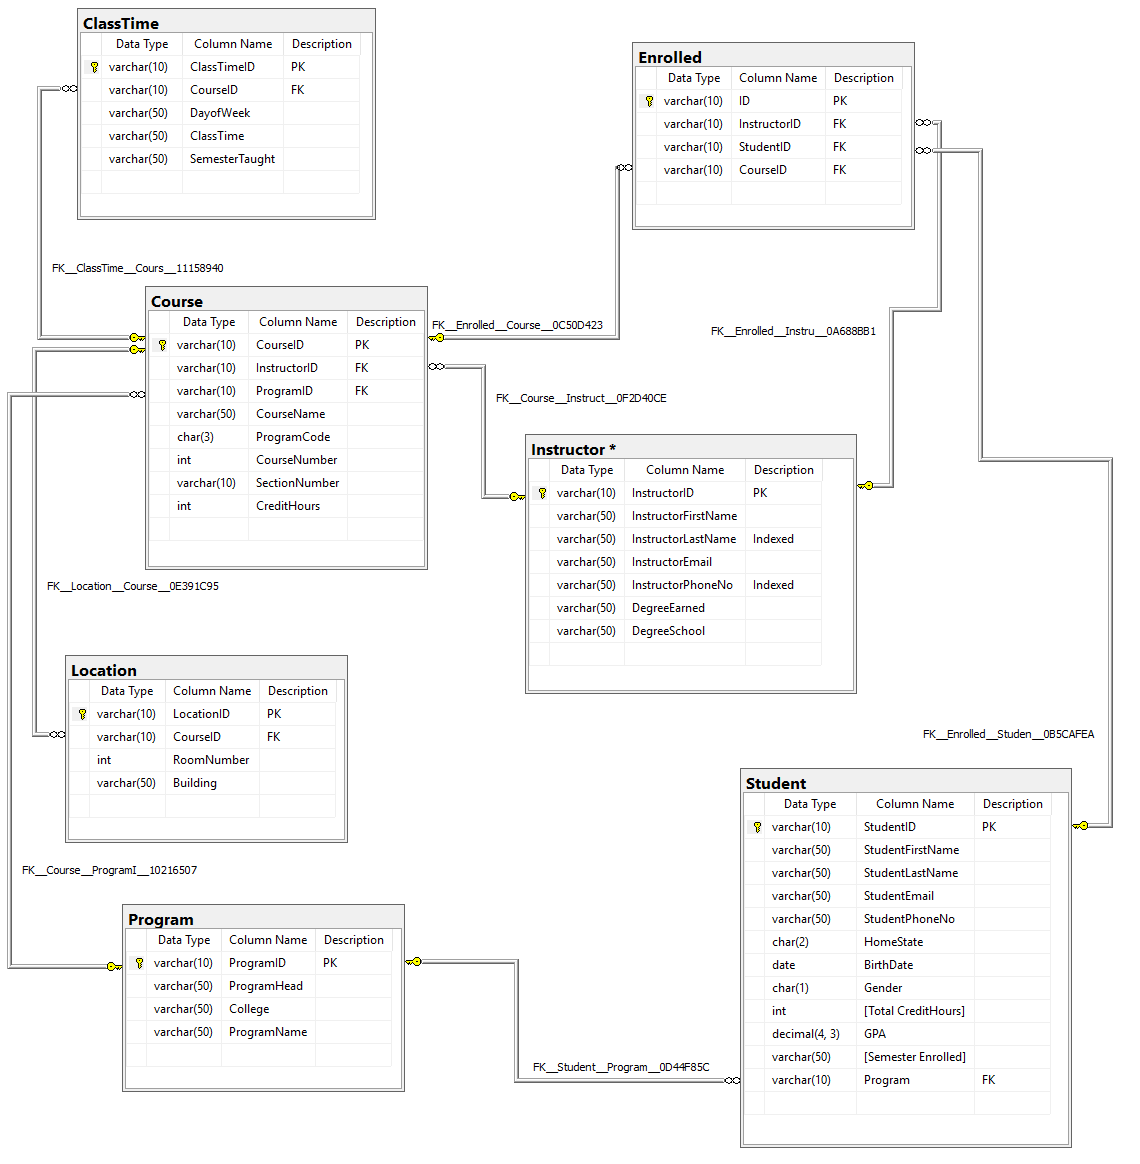 ClassTime
Data Type Column Name Description
varchar(10) ClassTimeID PK
varchar(10) CourseID FK
varchar(50) DayofWeek
varchar(50) ClassTime
varchar(50) SemesterTaught
Enrolled
Data Type Column Name Description
varchar(10) ID PK
varchar(10) InstructorID FK
varchar(10) StudentID FK
varchar(10) CourseID FK
FK__ClassTime__Cours__11158940
Course
Data Type Column Name Description
varchar(10) CourseID PK
varchar(10) InstructorID FK
varchar(10) ProgramID FK
varchar(50) CourseName
char(3) ProgramCode
int CourseNumber
varchar(10) SectionNumber
int CreditHours
FK__Enrolled__Course__0C50D423
FK__Enrolled__Instru__0A688BB1
FK__Course__Instruct__0F2D40CE
Instructor *
Data Type Column Name Description
varchar(10) InstructorID PK
varchar(50) InstructorFirstName
varchar(50) InstructorLastName Indexed
varchar(50) InstructorEmail
varchar(50) InstructorPhoneNo Indexed
varchar(50) DegreeEarned
varchar(50) DegreeSchool
FK__Location__Course__0E391C95
Location
Data Type Column Name Description
varchar(10) LocationID PK
varchar(10) CourseID FK
int RoomNumber
varchar(50) Building
FK__Enrolled__Studen__0B5CAFEA
FK__Course__ProgramI__10216507
Student
Data Type Column Name Description
varchar(10) StudentID PK
varchar(50) StudentFirstName
varchar(50) StudentLastName
varchar(50) StudentEmail
varchar(50) StudentPhoneNo
char(2) HomeState
date BirthDate
char(1) Gender
int [Total CreditHours]
decimal(4, 3) GPA
varchar(50) [Semester Enrolled]
varchar(10) Program FK
Program
Data Type Column Name Description
varchar(10) ProgramID PK
varchar(50) ProgramHead
varchar(50) College
varchar(50) ProgramName
FK__Student__Program__0D44F85C